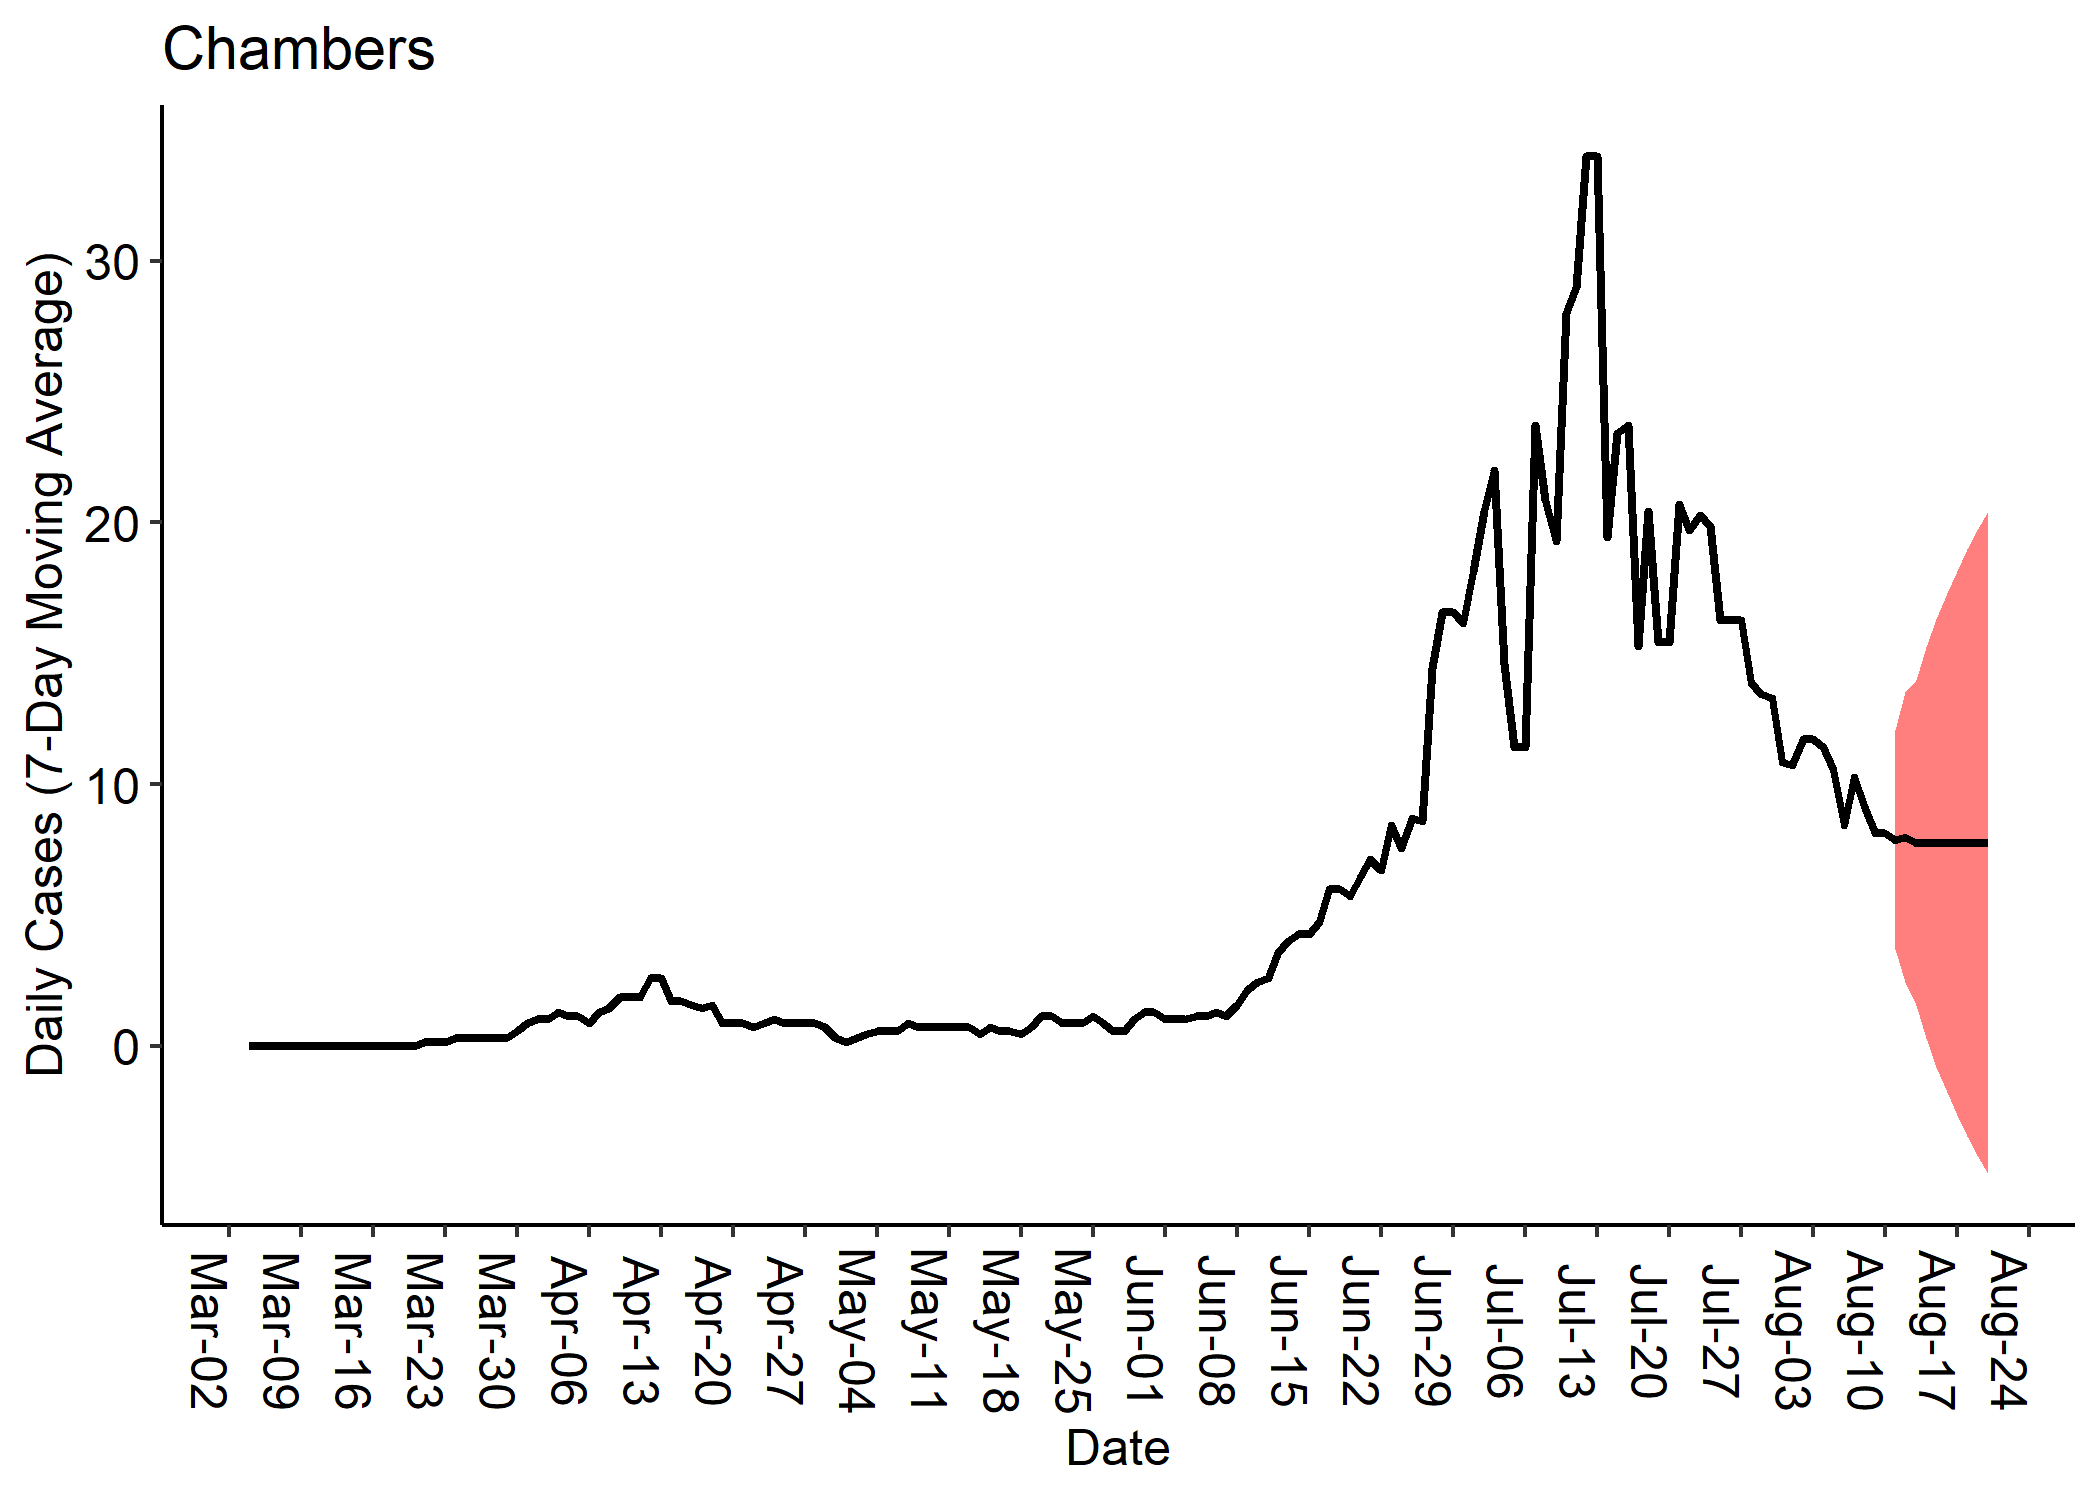 Chambers
Daily Cases (7-Day Moving Average)
30
20
10
0
Mar-02
Mar-09
Mar-16
Mar-23
Mar-30
Apr-06
Apr-13
Apr-20
Apr-27
May-04
May-11
May-18
May-25
Jun-01
Jun-08
Jun-15
Jun-22
Jun-29
Jul-06
Jul-13
Jul-20
Jul-27
Aug-03
Aug-10
Aug-17
Aug-24
Date